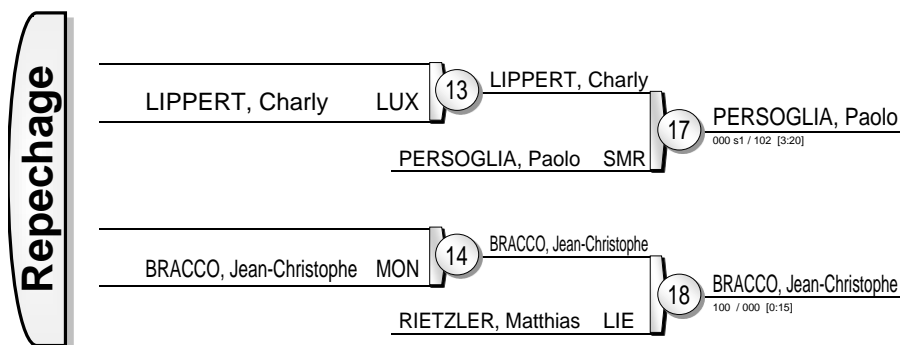 Repechage
LIPPERT, Charly LUX
13
LIPPERT, Charly
PERSOGLIA, Paolo SMR
17
PERSOGLIA, Paolo
000 s1 / 102 [3:20]
BRACCO, Jean-Christophe MON
14
BRACCO, Jean-Christophe
RIETZLER, Matthias LIE
18
BRACCO, Jean-Christophe
100 / 000 [0:15]